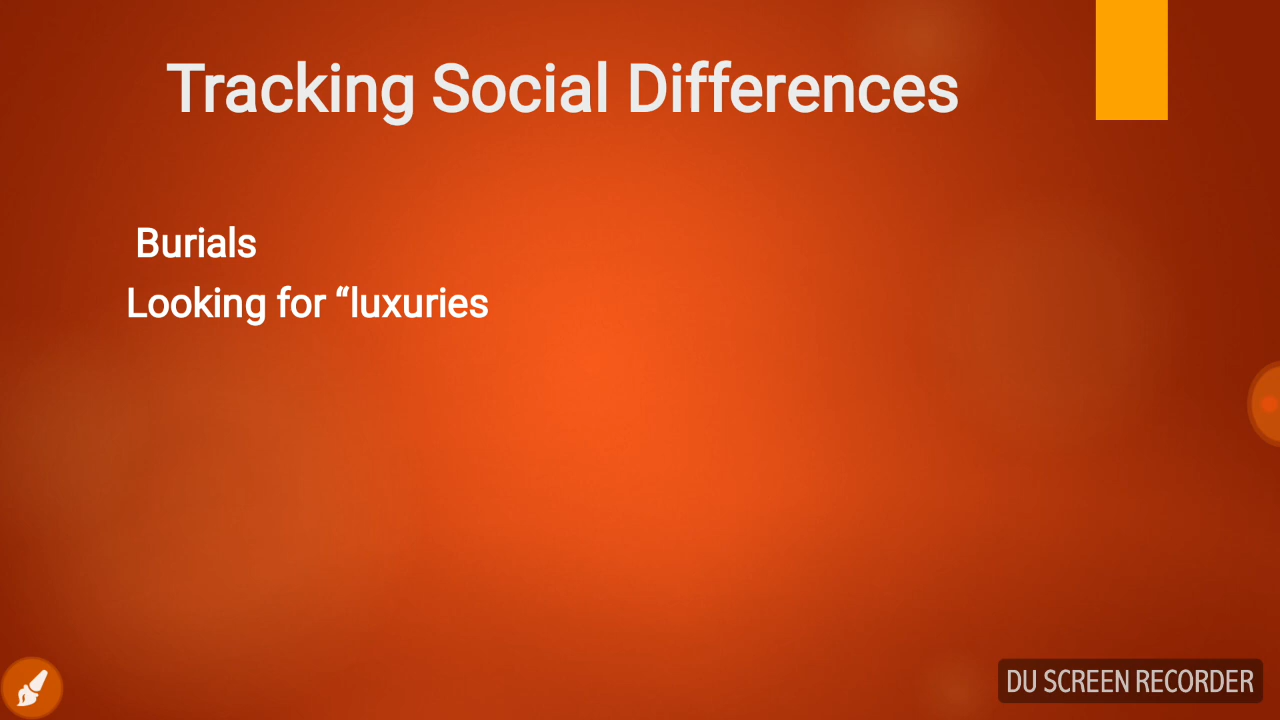 Tracking Social Differences
Burials
Looking for “luxuries
DU SCREEN RECORDER